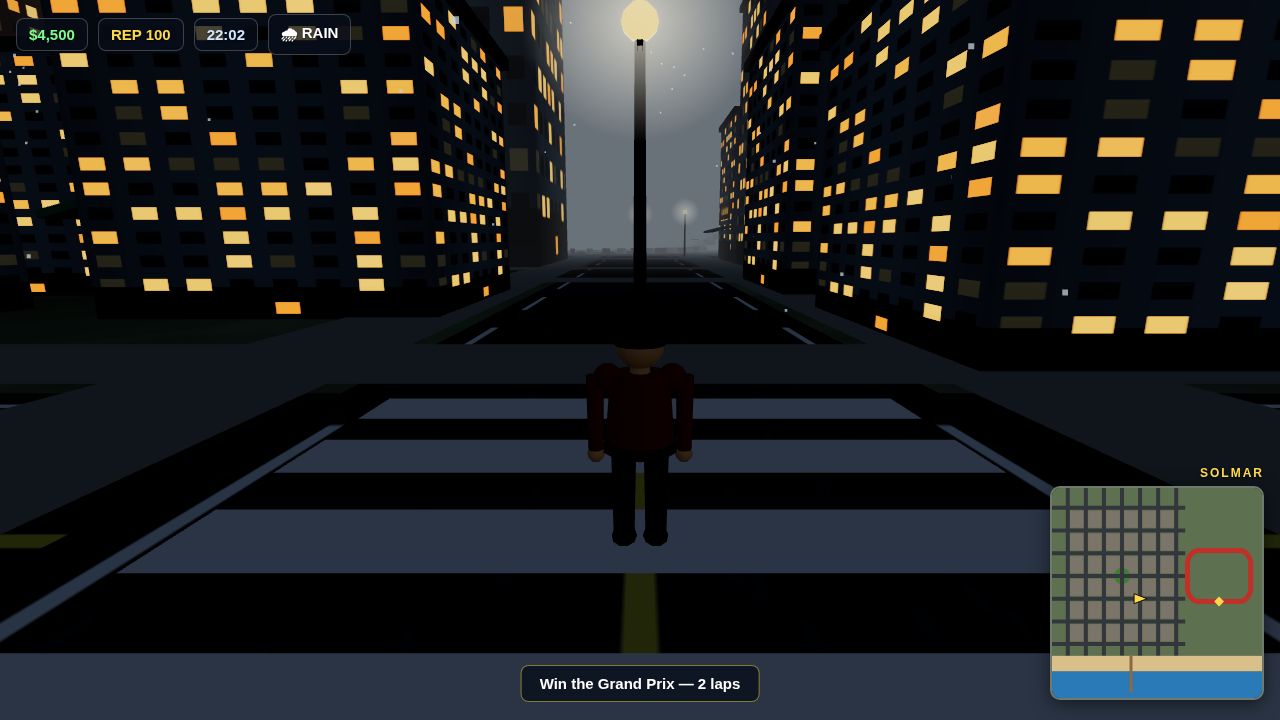 $4,500
REP 100
22:02
🌧 RAIN
SOLMAR
Win the Grand Prix — 2 laps